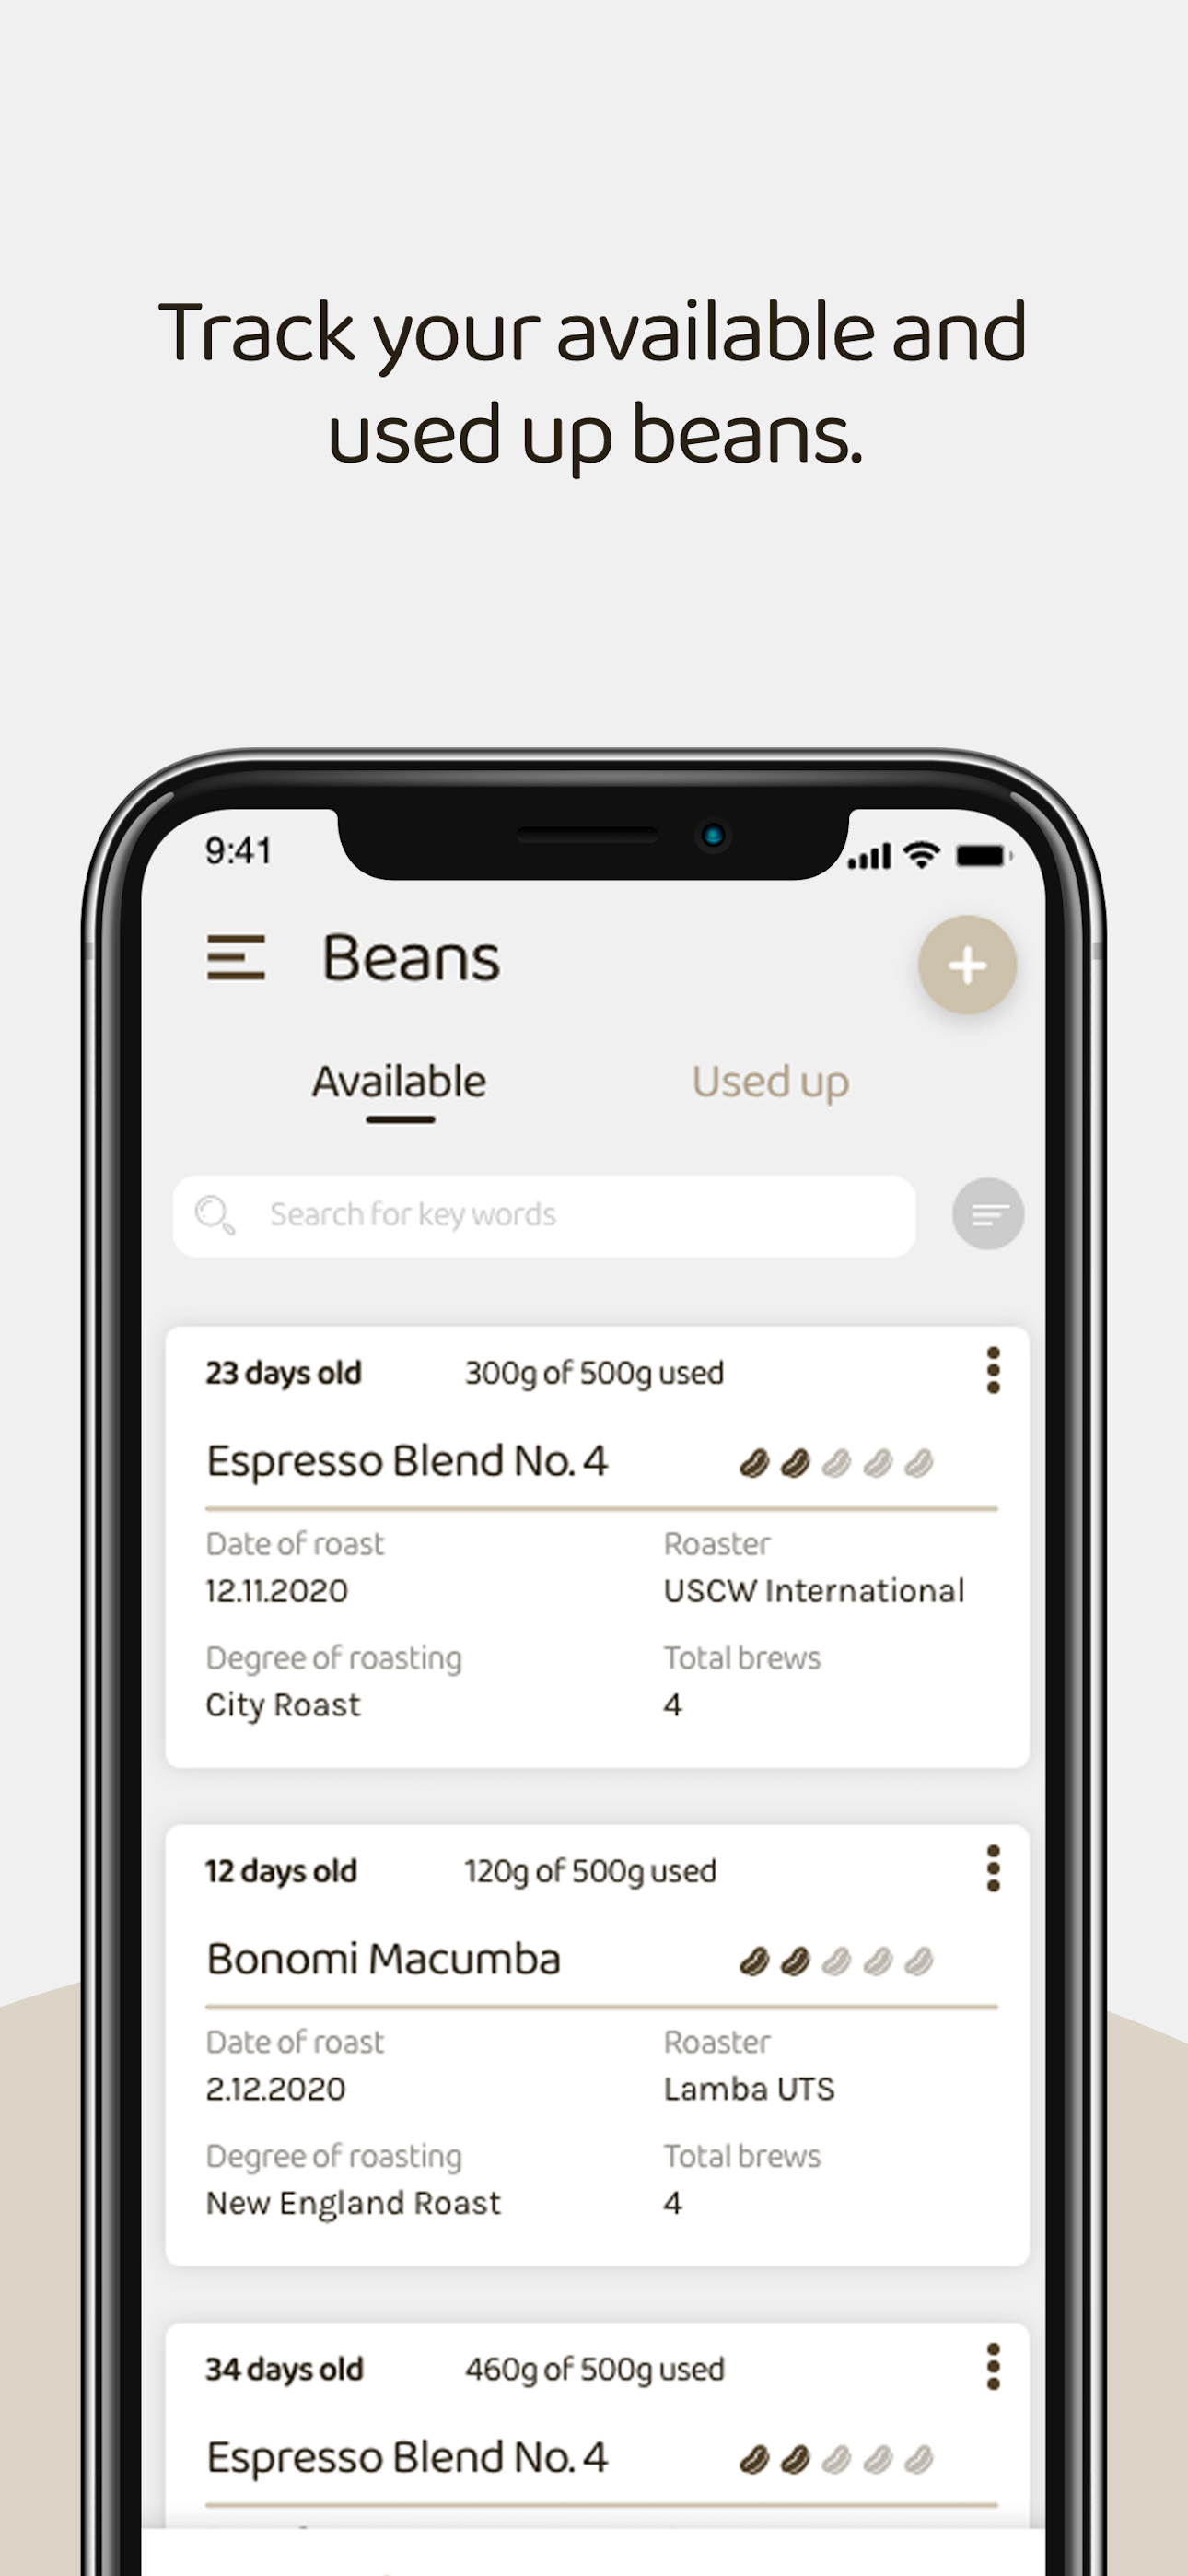 Track your available and
used up beans.
9:41
Beans
Available Used up
Search for key words
23 days old 300g of 500g used
Espresso Blend No. 4
Date of roast Roaster
12.11.2020 USCW International
Degree of roasting Total brews
City Roast 4
12 days old 120g of 500g used
Bonomi Macumba
Date of roast Roaster
2.12.2020 Lamba UTS
Degree of roasting Total brews
New England Roast 4
34 days old 460g of 500g used
Espresso Blend No. 4